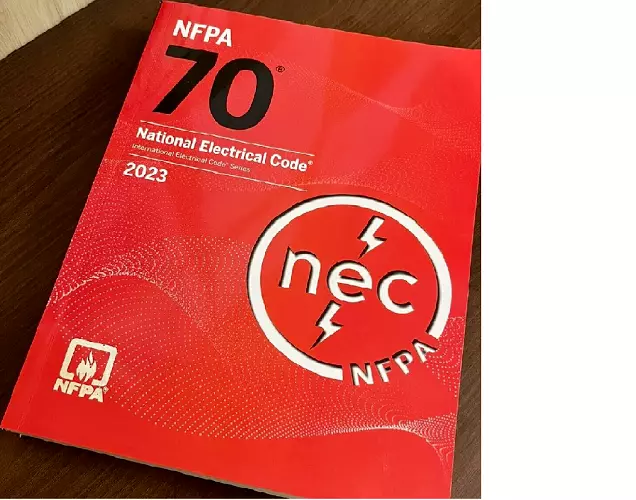 NFPA
70®
National Electrical Code®
International Electrical Code® Series
2023
nec
NFPA
NFPA®